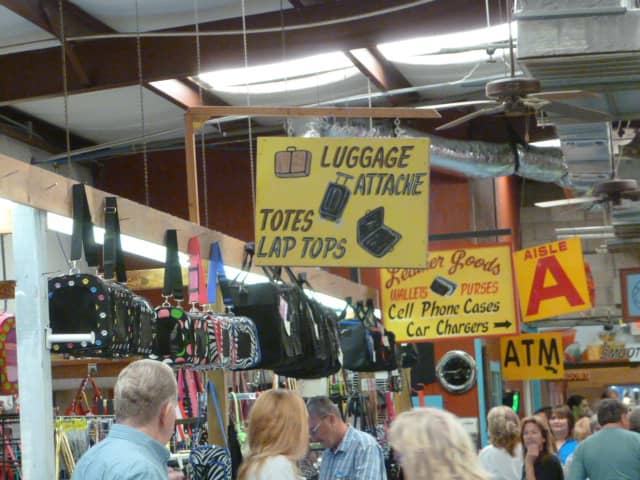 LUGGAGE
ATTACHE
TOTES
LAP TOPS
Leather Goods
WALLETS PURSES
Cell Phone Cases
Car Chargers
AISLE
A
ATM